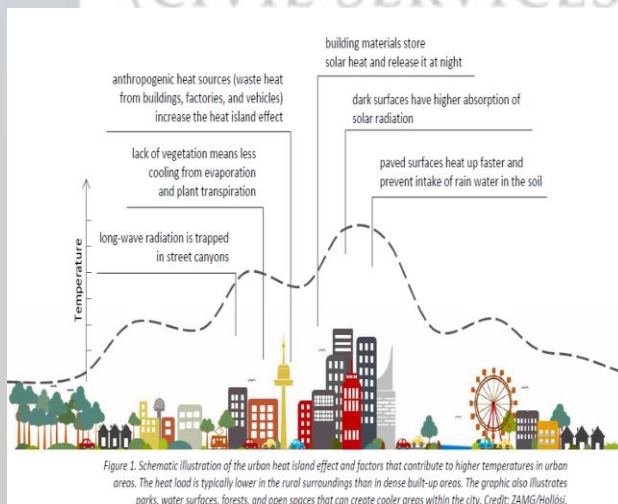 (CIVIL SERVICES
building materials store
solar heat and release it at night
anthropogenic heat sources (waste heat
from buildings, factories, and vehicles)
increase the heat island effect
dark surfaces have higher absorption of
solar radiation
lack of vegetation means less
cooling from evaporation
and plant transpiration
paved surfaces heat up faster and
prevent intake of rain water in the soil
long-wave radiation is trapped
in street canyons
Temperature
Figure 1. Schematic illustration of the urban heat island effect and factors that contribute to higher temperatures in urban
areas. The heat load is typically lower in the rural surroundings than in dense built-up areas. The graphic also illustrates
parks, water surfaces, forests, and open spaces that can create cooler areas within the city. Credit: ZAMG/Hollósi.